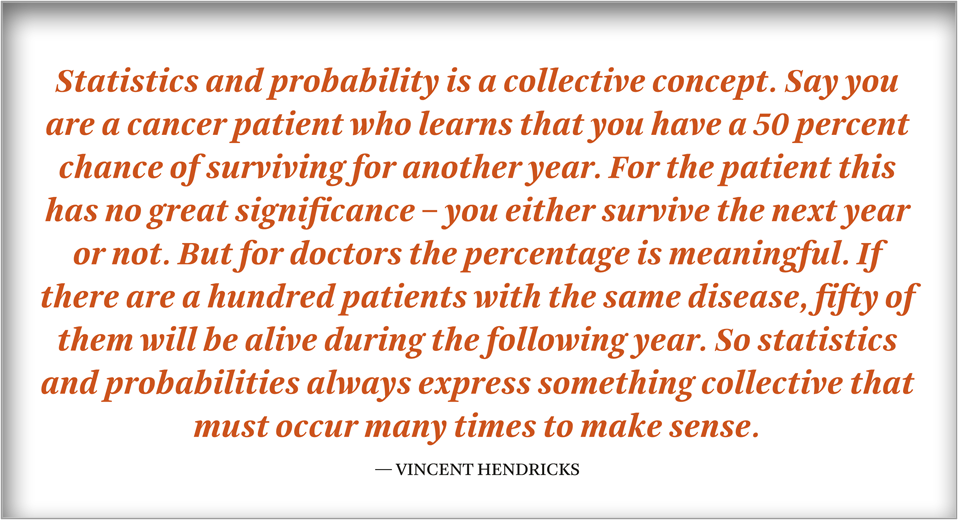 Statistics and probability is a collective concept. Say you
are a cancer patient who learns that you have a 50 percent
chance of surviving for another year. For the patient this
has no great significance – you either survive the next year
or not. But for doctors the percentage is meaningful. If
there are a hundred patients with the same disease, fifty of
them will be alive during the following year. So statistics
and probabilities always express something collective that
must occur many times to make sense.
— VINCENT HENDRICKS